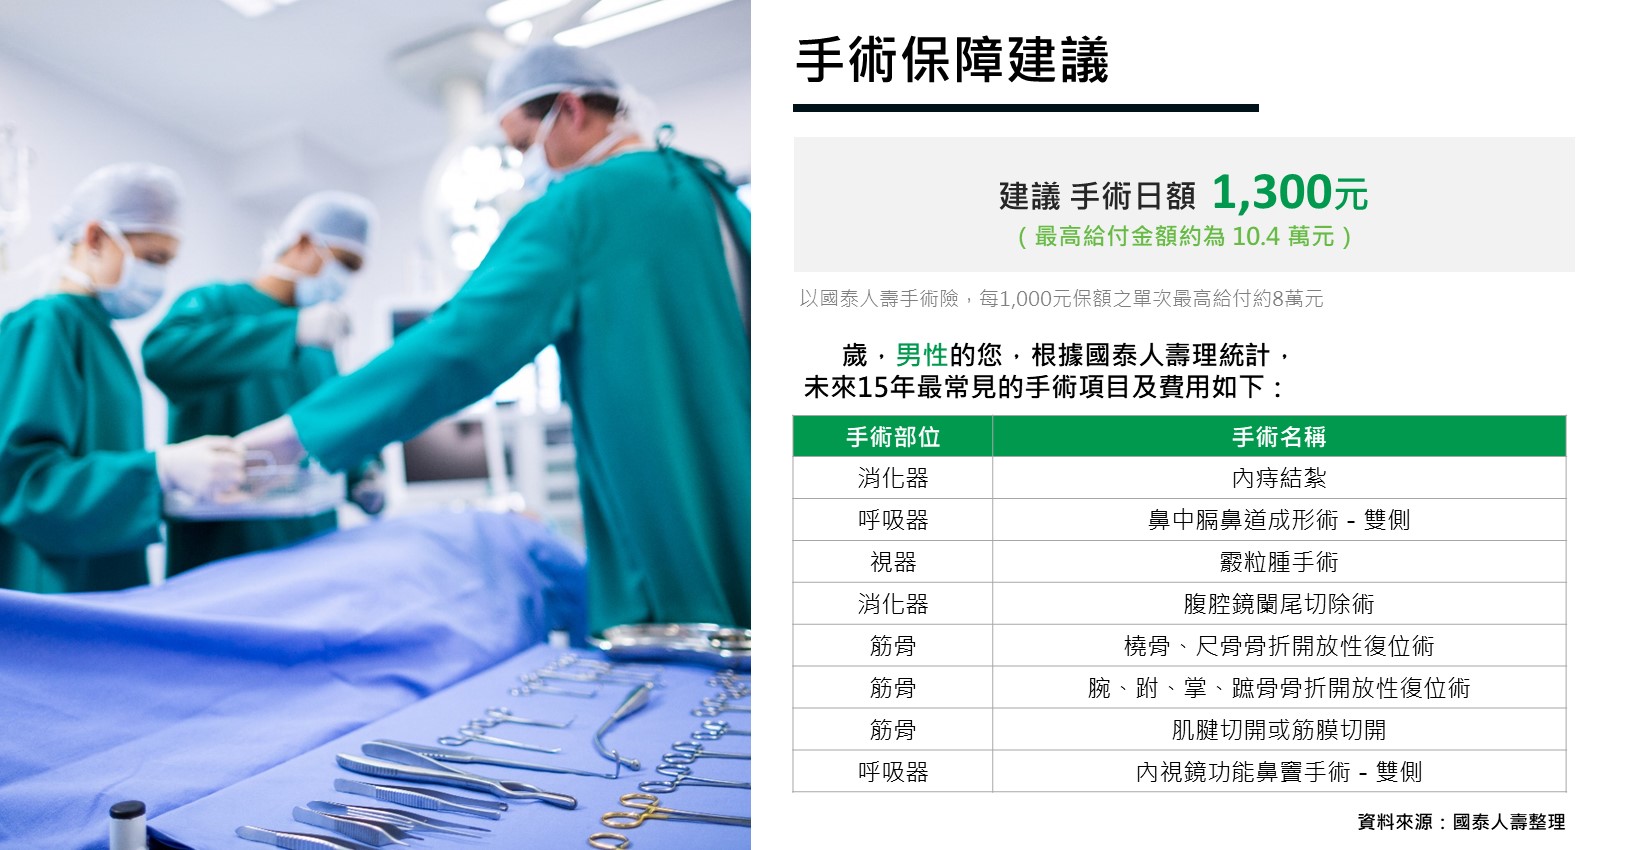 手術保障建議
建議 手術日額 1,300元
( 最高給付金額約為 10.4 萬元 )
以國泰人壽手術險，每1,000元保額之單次最高給付約8萬元
歲，男性的您，根據國泰人壽理統計，
未來15年最常見的手術項目及費用如下：
手術部位 手術名稱
消化器 內痔結紮
呼吸器 鼻中膈鼻道成形術 - 雙側
視器 霰粒腫手術
消化器 腹腔鏡闌尾切除術
筋骨 橈骨、尺骨骨折開放性復位術
筋骨 腕、跗、掌、蹠骨骨折開放性復位術
筋骨 肌腱切開或筋膜切開
呼吸器 內視鏡功能鼻竇手術 - 雙側
資料來源：國泰人壽整理